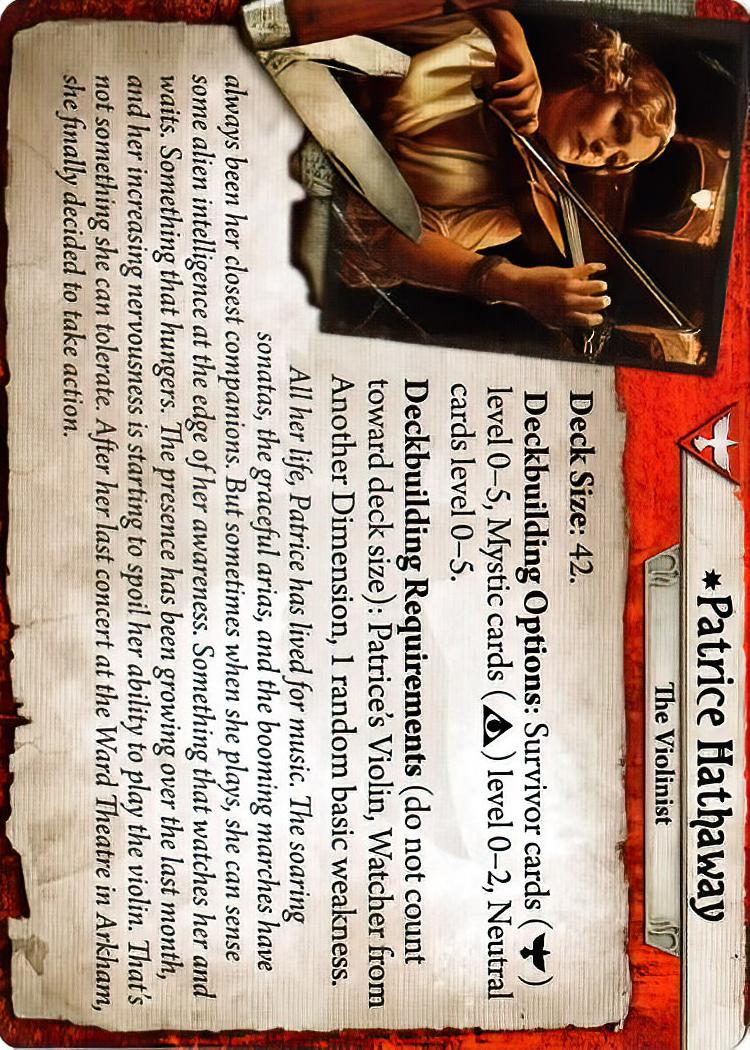 Patrice Hathaway
The Violinist
Deck Size: 42.
Deckbuilding Options: Survivor cards ( )
level 0–5, Mystic cards ( ) level 0–2, Neutral
cards level 0–5.
Deckbuilding Requirements (do not count
toward deck size): Patrice's Violin, Watcher from
Another Dimension, 1 random basic weakness.
All her life, Patrice has lived for music. The soaring
sonatas, the graceful arias, and the booming marches have
always been her closest companions. But sometimes when she plays, she can sense
some alien intelligence at the edge of her awareness. Something that watches her and
waits. Something that hungers. The presence has been growing over the last month,
and her increasing nervousness is starting to spoil her ability to play the violin. That's
not something she can tolerate. After her last concert at the Ward Theatre in Arkham,
she finally decided to take action.